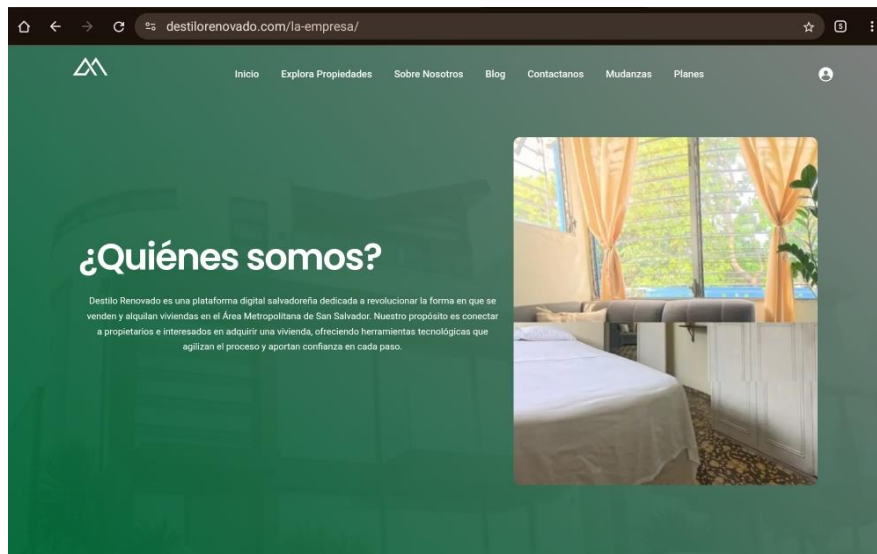 destilorenovado.com/la-empresa/
5
Inicio Explora Propiedades Sobre Nosotros Blog Contactanos Mudanzas Planes
¿Quiénes somos?
Destilo Renovado es una plataforma digital salvadoreña dedicada a revolucionar la forma en que se
venden y alquilan viviendas en el Área Metropolitana de San Salvador. Nuestro propósito es conectar
a propietarios e interesados en adquirir una vivienda, ofreciendo herramientas tecnológicas que
agilizan el proceso y aportan confianza en cada paso.